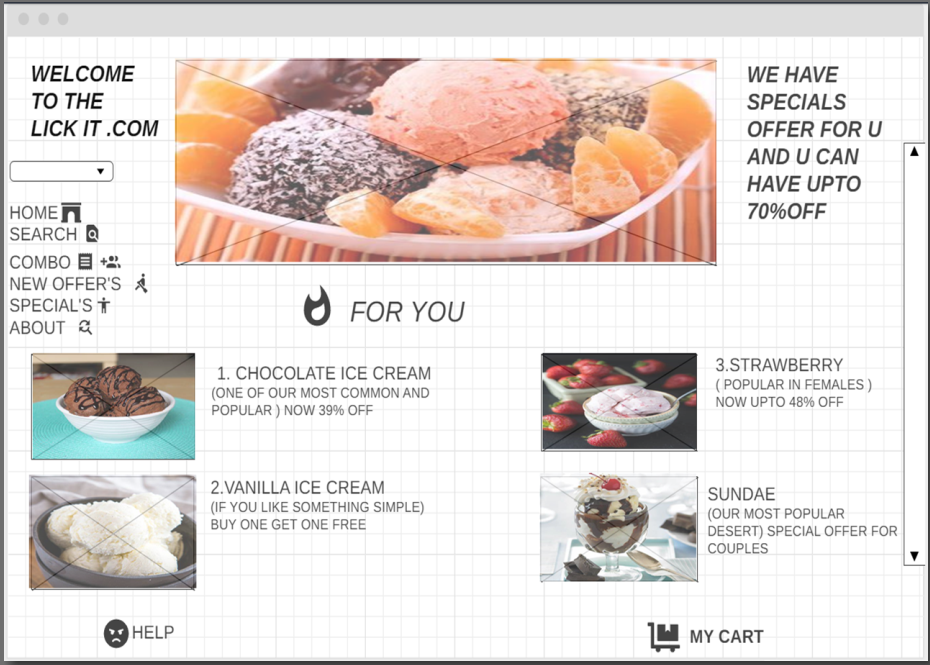 WELCOME
TO THE
LICK IT .COM
WE HAVE
SPECIALS
OFFER FOR U
AND U CAN
HAVE UPTO
70%OFF
HOME
SEARCH
COMBO
NEW OFFER'S
SPECIAL'S
ABOUT
FOR YOU
1. CHOCOLATE ICE CREAM
(ONE OF OUR MOST COMMON AND
POPULAR ) NOW 39% OFF
3.STRAWBERRY
( POPULAR IN FEMALES )
NOW UPTO 48% OFF
2.VANILLA ICE CREAM
(IF YOU LIKE SOMETHING SIMPLE)
BUY ONE GET ONE FREE
SUNDAE
(OUR MOST POPULAR
DESERT) SPECIAL OFFER FOR
COUPLES
HELP
MY CART